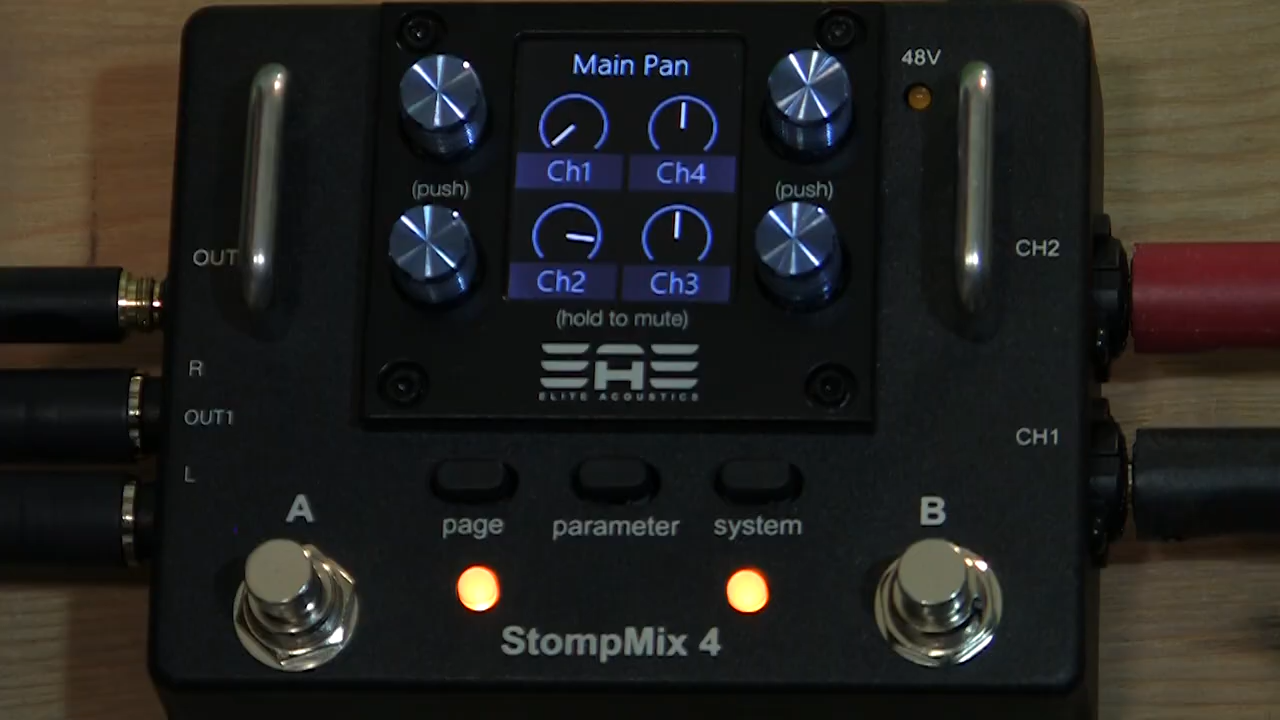 Main Pan
48V
Ch1 Ch4
(push) (push)
OUT
Ch2 Ch3
CH2
(hold to mute)
EAE
ELITE ACOUSTICS
R
OUT1
CH1
L
A
B
page parameter system
StompMix 4